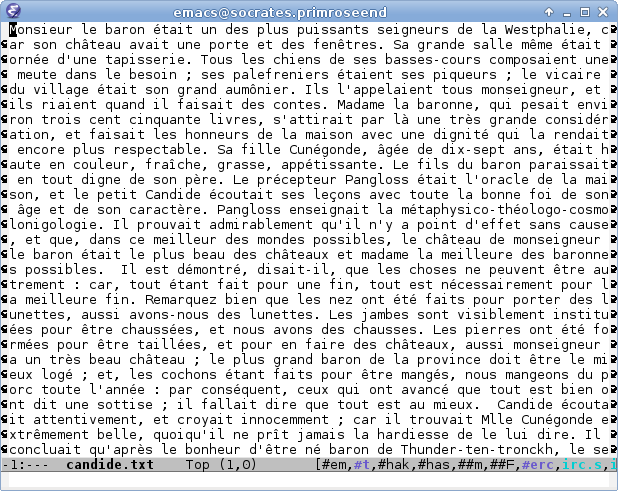 emacs@socrates.primroseend
Monsieur le baron était un des plus puissants seigneurs de la Westphalie, c
ar son château avait une porte et des fenêtres. Sa grande salle même était
ornée d'une tapisserie. Tous les chiens de ses basses-cours composaient une
meute dans le besoin ; ses palefreniers étaient ses piqueurs ; le vicaire
du village était son grand aumônier. Ils l'appelaient tous monseigneur, et
ils riaient quand il faisait des contes. Madame la baronne, qui pesait envi
ron trois cent cinquante livres, s'attirait par là une très grande considér
ation, et faisait les honneurs de la maison avec une dignité qui la rendait
encore plus respectable. Sa fille Cunégonde, âgée de dix-sept ans, était h
aute en couleur, fraîche, grasse, appétissante. Le fils du baron paraissait
en tout digne de son père. Le précepteur Pangloss était l'oracle de la mai
son, et le petit Candide écoutait ses leçons avec toute la bonne foi de son
âge et de son caractère. Pangloss enseignait la métaphysico-théologo-cosmo
lonigologie. Il prouvait admirablement qu'il n'y a point d'effet sans cause
, et que, dans ce meilleur des mondes possibles, le château de monseigneur
le baron était le plus beau des châteaux et madame la meilleure des baronne
s possibles.  Il est démontré, disait-il, que les choses ne peuvent être au
trement : car, tout étant fait pour une fin, tout est nécessairement pour l
a meilleure fin. Remarquez bien que les nez ont été faits pour porter des l
unettes, aussi avons-nous des lunettes. Les jambes sont visiblement institu
ées pour être chaussées, et nous avons des chausses. Les pierres ont été fo
rmées pour être taillées, et pour en faire des châteaux, aussi monseigneur
a un très beau château ; le plus grand baron de la province doit être le mi
eux logé ; et, les cochons étant faits pour être mangés, nous mangeons du p
orc toute l'année : par conséquent, ceux qui ont avancé que tout est bien o
nt dit une sottise ; il fallait dire que tout est au mieux.  Candide écouta
it attentivement, et croyait innocemment ; car il trouvait Mlle Cunégonde e
xtrêmement belle, quoiqu'il ne prît jamais la hardiesse de le lui dire. Il
concluait qu'après le bonheur d'être né baron de Thunder-ten-tronckh, le se
-1:--- candide.txt Top (1,0) [#em,#t,#hak,#has,##m,##F,#erc,irc.s,i